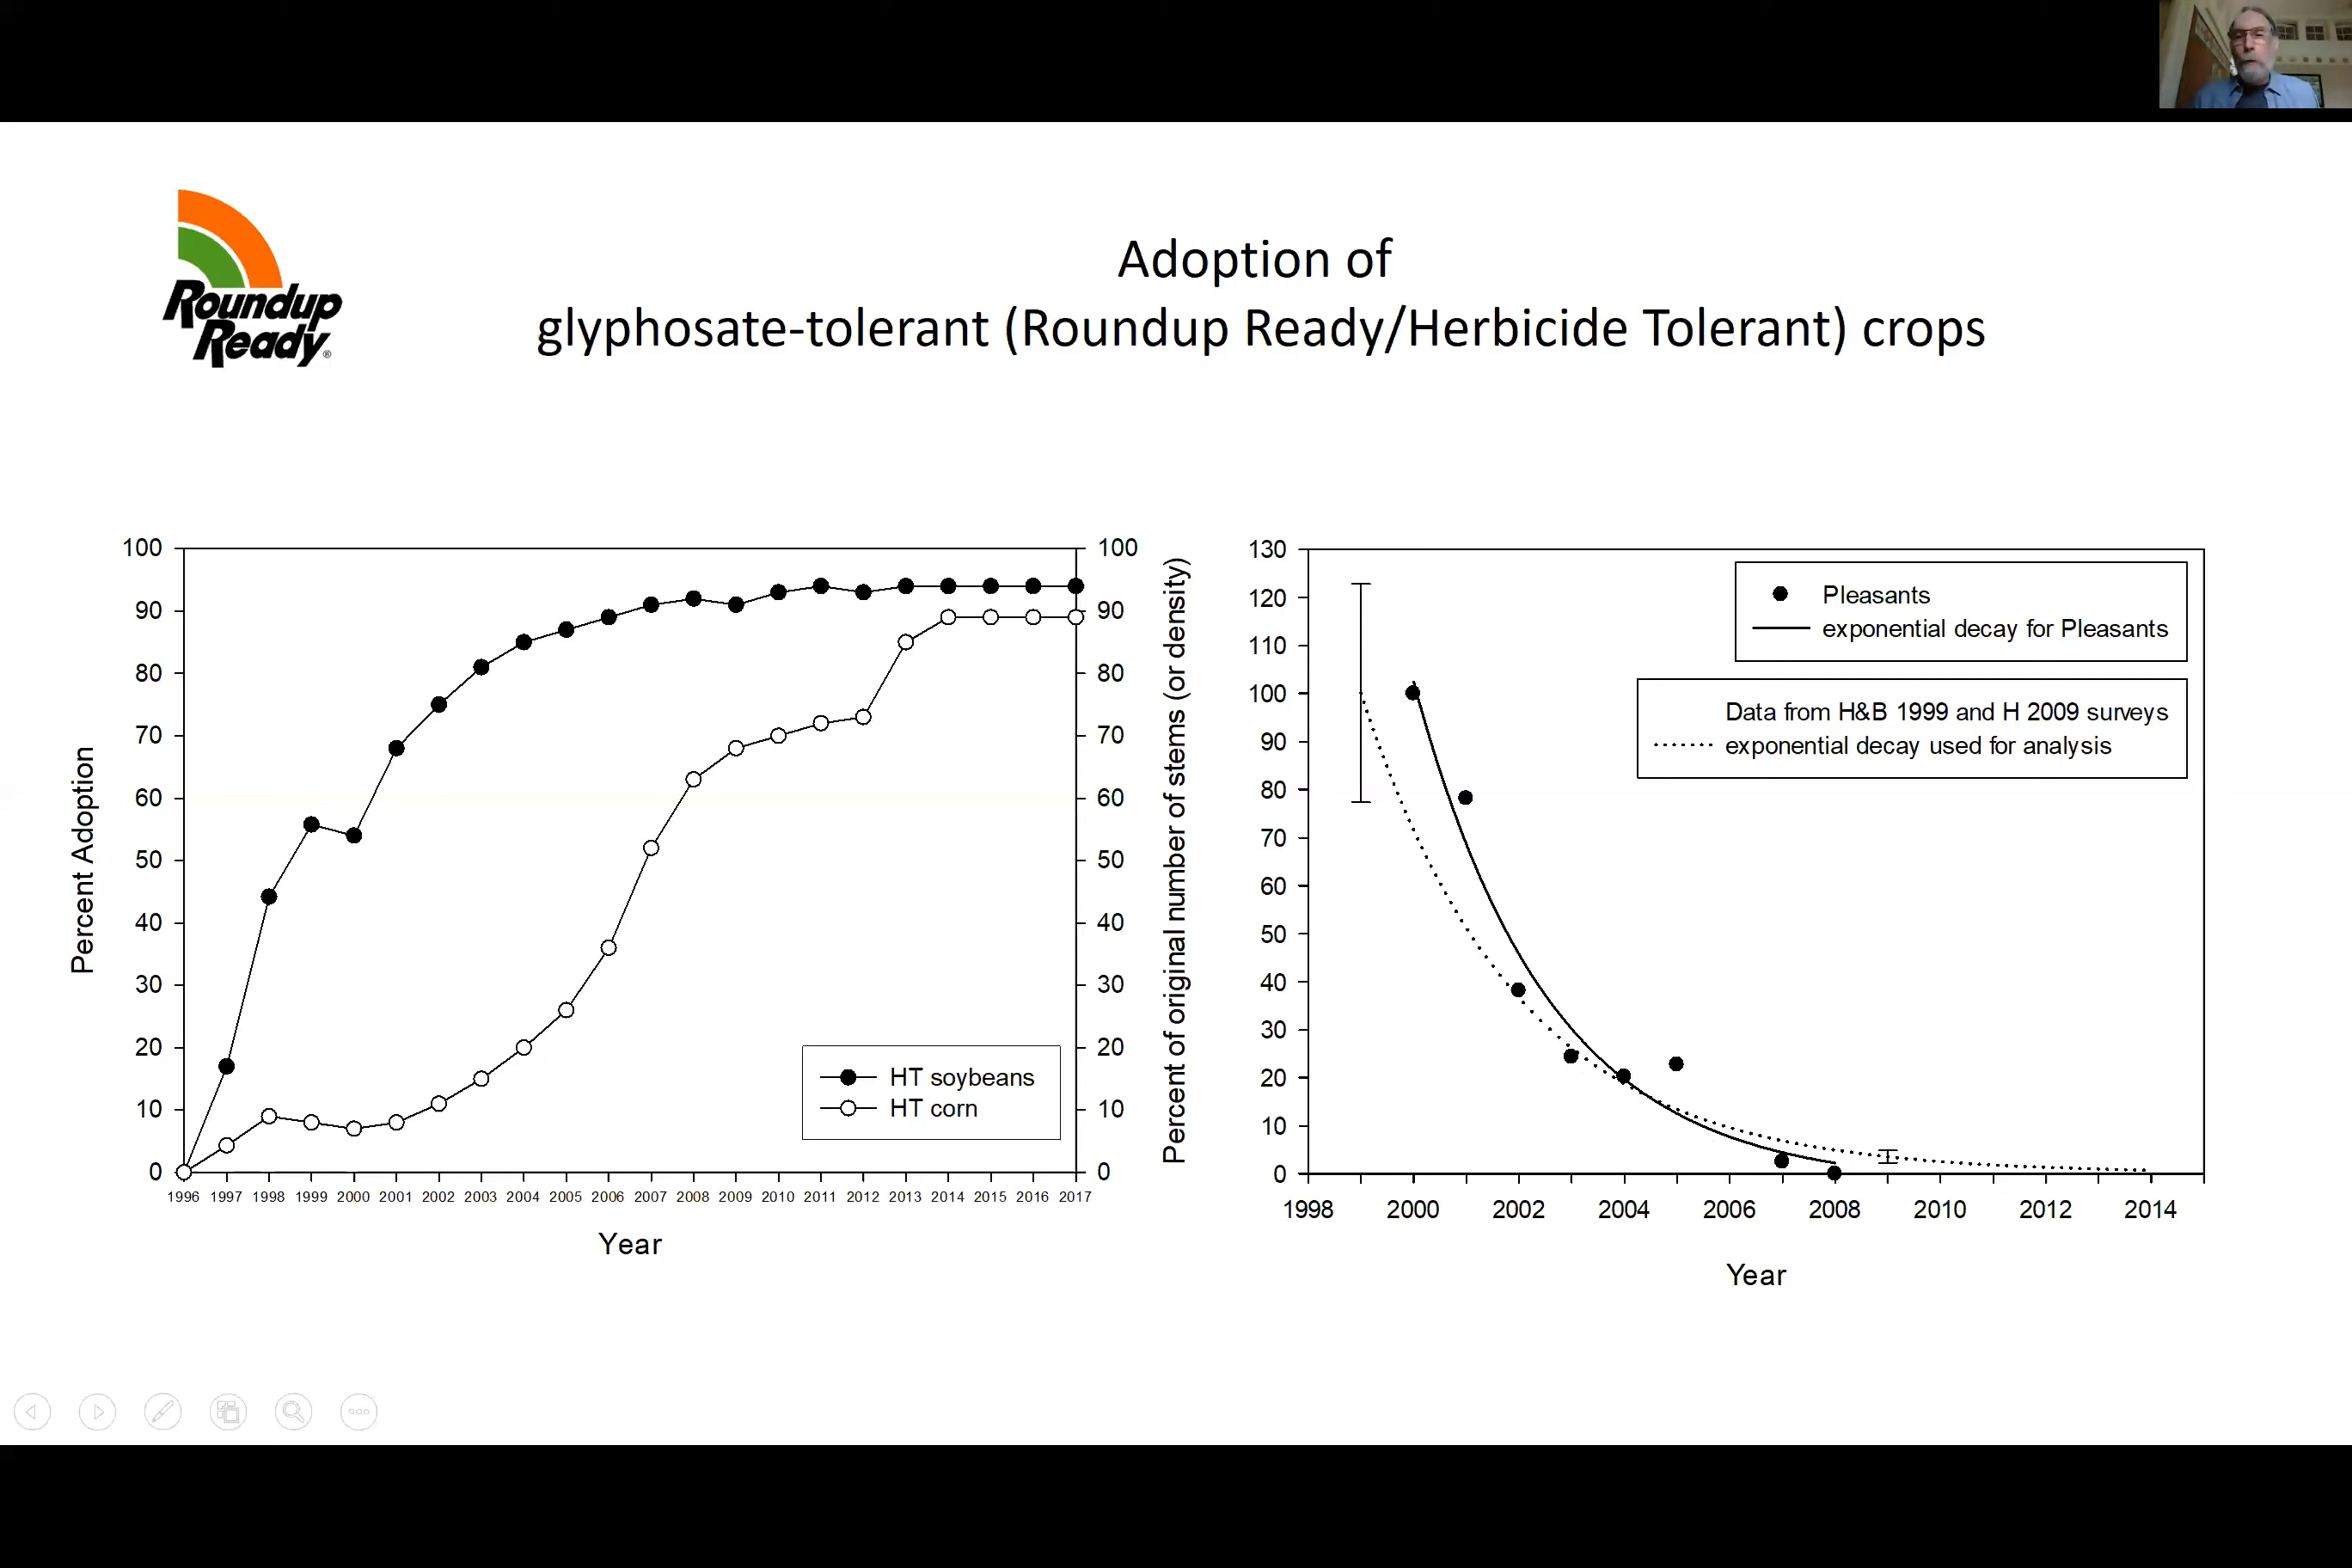 Roundup
Ready®
Adoption of
glyphosate-tolerant (Roundup Ready/Herbicide Tolerant) crops
100
90
80
70
60
50
40
30
20
10
0
Percent Adoption
100
90
80
70
60
50
40
30
20
10
0
1996 1997 1998 1999 2000 2001 2002 2003 2004 2005 2006 2007 2008 2009 2010 2011 2012 2013 2014 2015 2016 2017
Year
HT soybeans
HT corn
Percent of original number of stems (or density)
130
120
110
100
90
80
70
60
50
40
30
20
10
0
1998 2000 2002 2004 2006 2008 2010 2012 2014
Year
Pleasants
exponential decay for Pleasants
Data from H&B 1999 and H 2009 surveys
exponential decay used for analysis